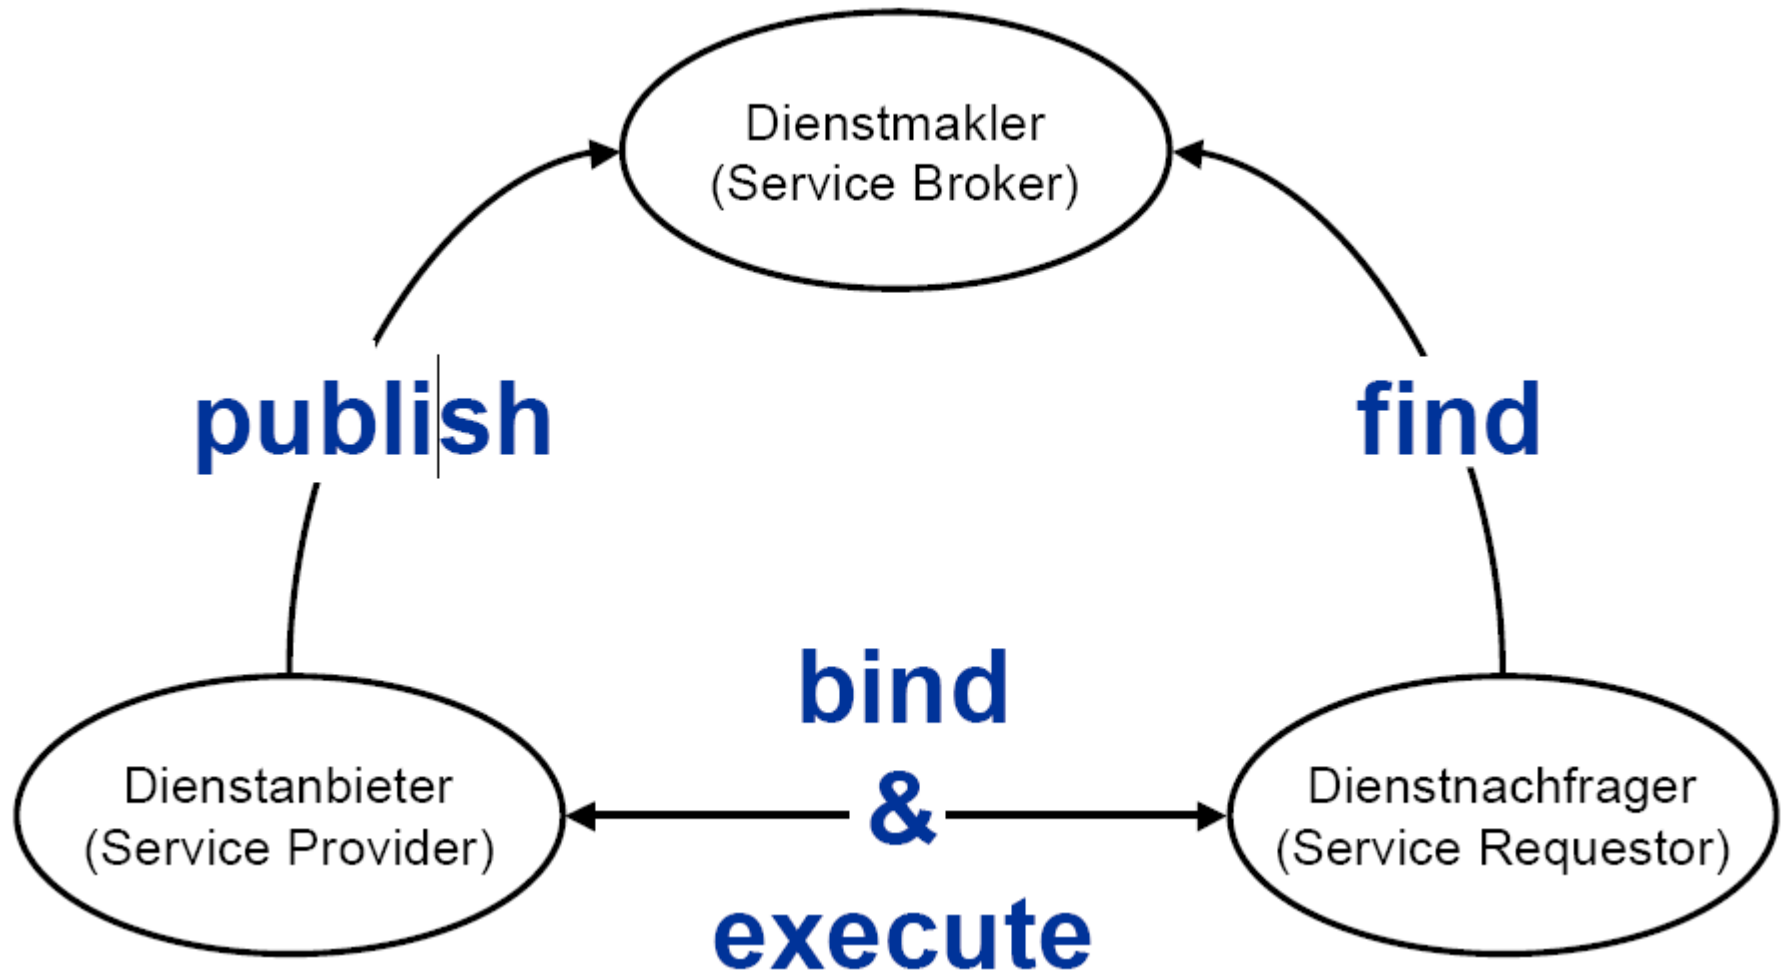 Dienstmakler
(Service Broker)
publish
find
bind
&
execute
Dienstanbieter
(Service Provider)
Dienstnachfrager
(Service Requestor)